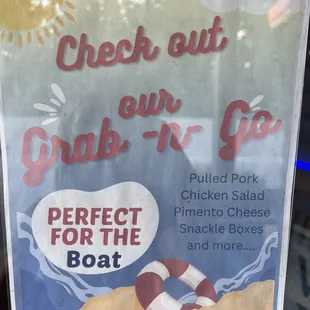 Check out
our
Grab -n- Go
Pulled Pork
Chicken Salad
Pimento Cheese
Snackle Boxes
and more....
PERFECT
FOR THE
Boat